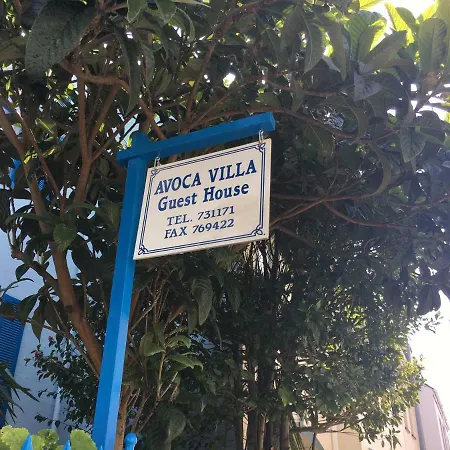 AVOCA VILLA
Guest House
TEL. 731171
FAX 769422